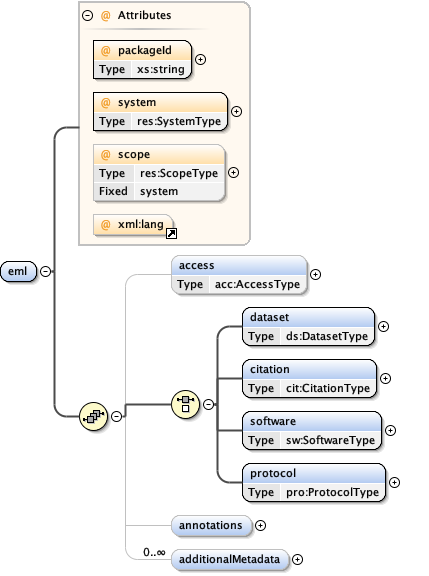 @ Attributes
@ packageId
Type xs:string
@ system
Type res:SystemType
@ scope
Type res:ScopeType
Fixed system
@ xml:lang
eml
access
Type acc:AccessType
dataset
Type ds:DatasetType
citation
Type cit:CitationType
software
Type sw:SoftwareType
protocol
Type pro:ProtocolType
annotations
0..∞
additionalMetadata